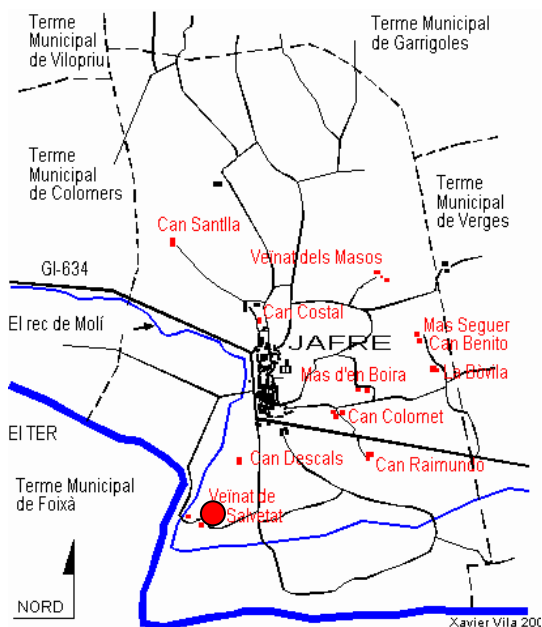 Terme
Municipal
de Vilopriu
Terme Municipal
de Garrigoles
Terme
Municipal
de Colomers
Terme
Municipal
de Verges
Can Santlla
Veïnat dels Masos
GI-634
Can Costal
El rec de Molí
JAFRE
Mas Seguer
Can Benito
Mas d'en Boira
La Bòvila
Can Colomet
El TER
Can Descals
Can Raimundo
Terme Municipal
de Foixà
Veïnat de
Salvetat
NORD
Xavier Vila 200